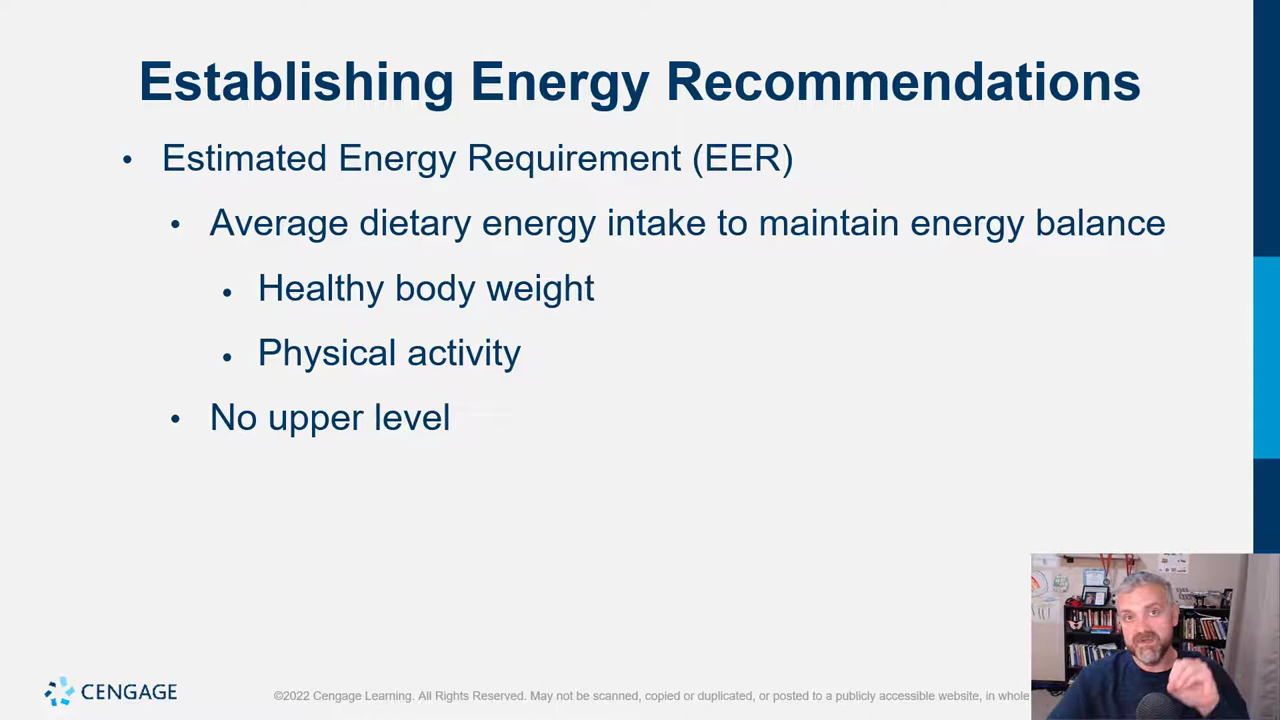 Establishing Energy Recommendations
• Estimated Energy Requirement (EER)
• Average dietary energy intake to maintain energy balance
• Healthy body weight
• Physical activity
• No upper level
CENGAGE
©2022 Cengage Learning. All Rights Reserved. May not be scanned, copied or duplicated, or posted to a publicly accessible website, in whole